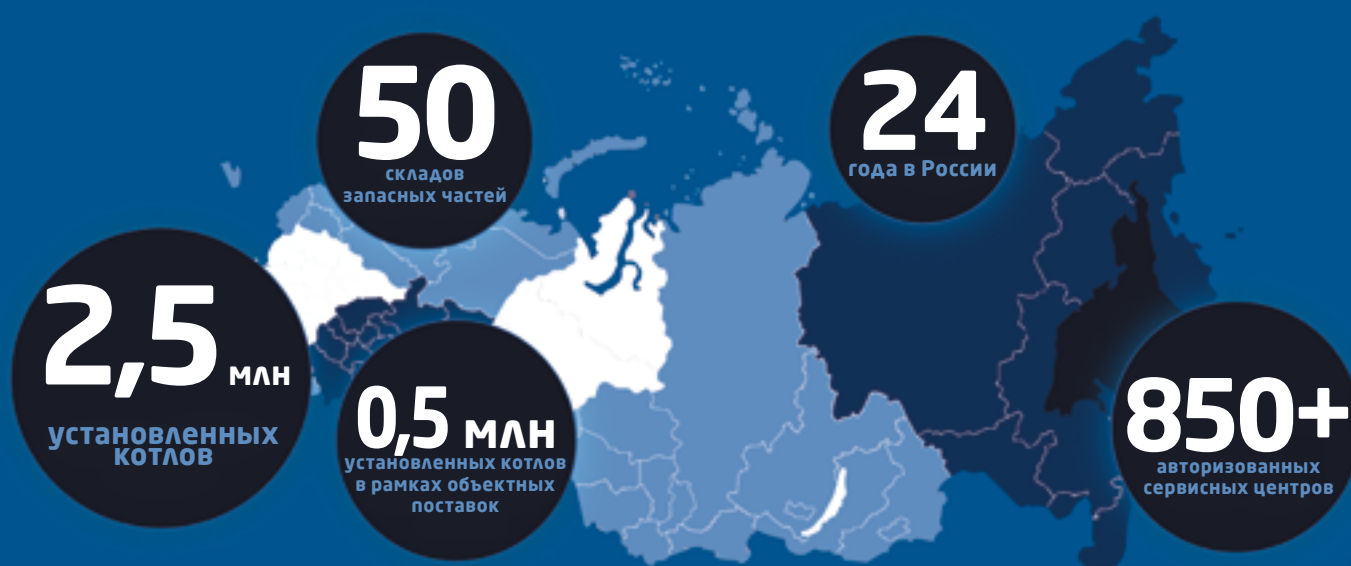 50
складов
запасных частей
24
года в России
2,5 млн
установленных
котлов
0,5 млн
установленных котлов
в рамках объектных
поставок
850+
авторизованных
сервисных центров